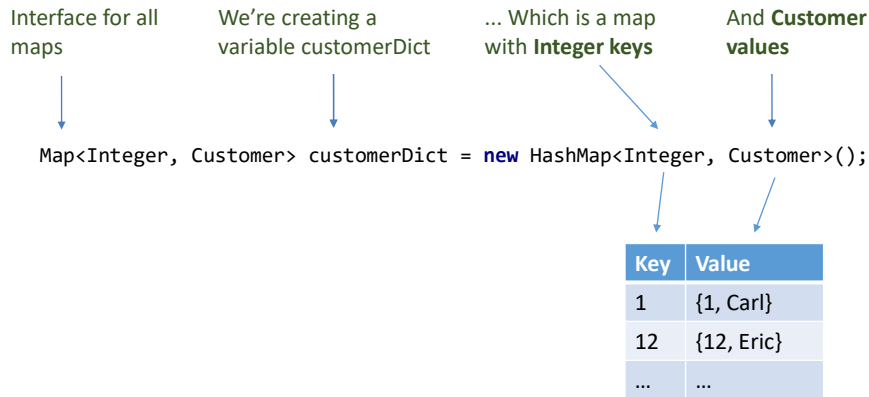 Interface for all
maps
We’re creating a
variable customerDict
... Which is a map
with Integer keys
And Customer
values
Map<Integer, Customer> customerDict = new HashMap<Integer, Customer>();
Key Value
1 {1, Carl}
12 {12, Eric}
... ...